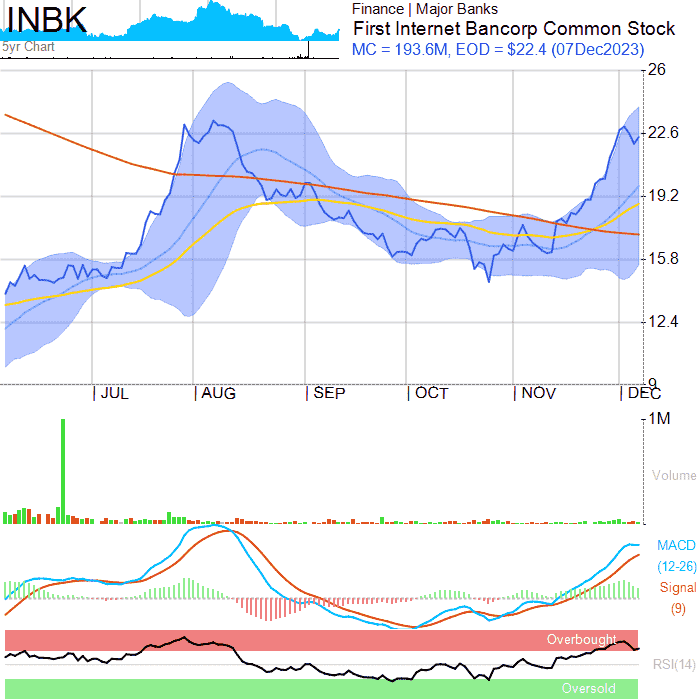 INBK
5yr Chart
Finance | Major Banks
First Internet Bancorp Common Stock
MC = 193.6M, EOD = $22.4 (07Dec2023)
26
22.6
19.2
15.8
12.4
9
JUL AUG SEP OCT NOV DEC
1M
Volume
MACD
(12-26)
Signal
(9)
Overbought
RSI(14)
Oversold